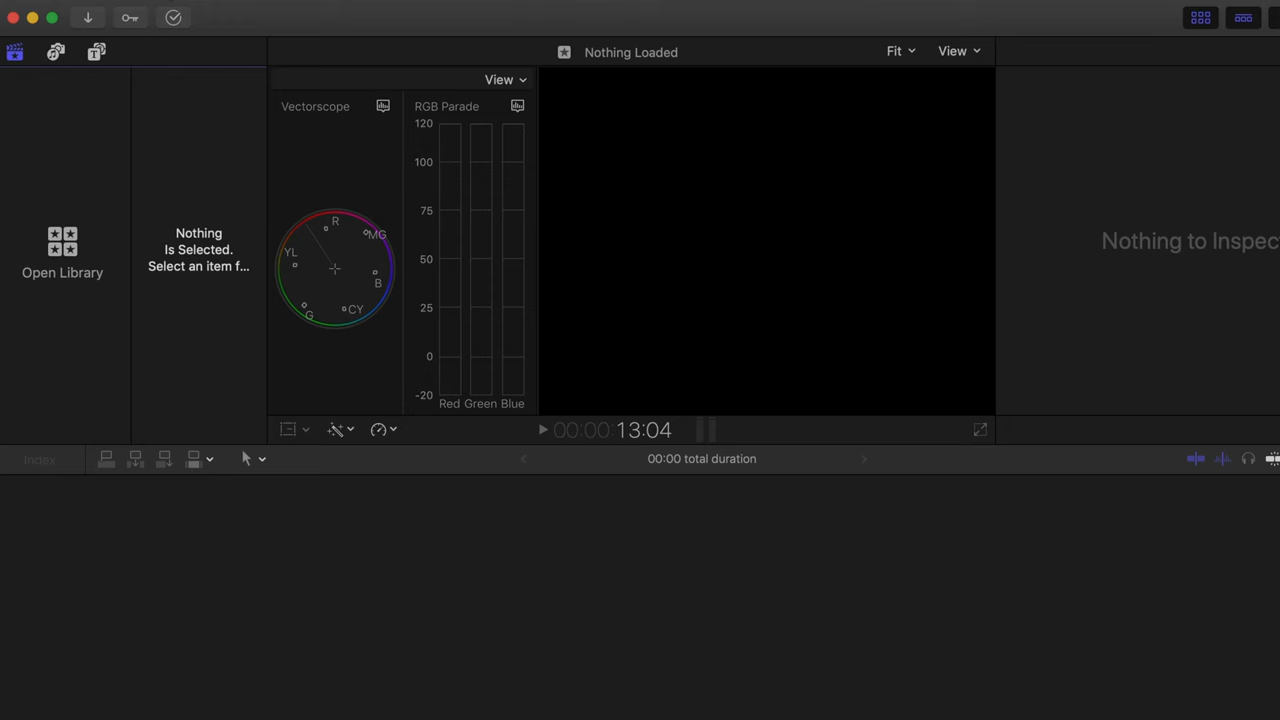 Nothing Loaded
Fit
View
View
Vectorscope
RGB Parade
120
100
75
50
25
0
-20
Red Green Blue
R
MG
YL
B
CY
G
Open Library
Nothing
Is Selected.
Select an item f...
Nothing to Inspec
00:00:13:04
Index
00:00 total duration